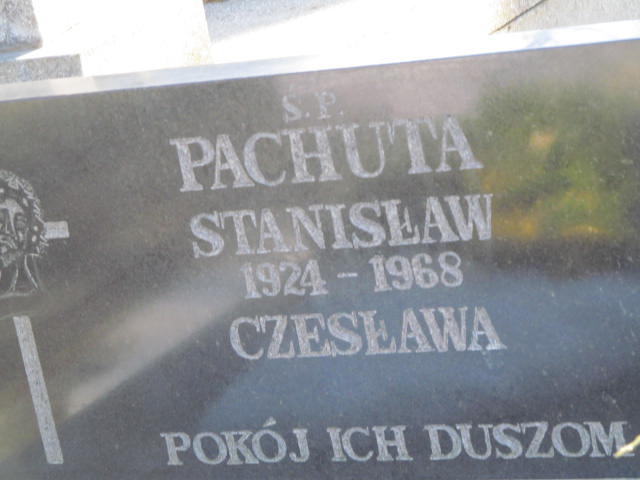 Ś.P.
PACHUTA
STANISŁAW
1924 - 1968
CZESŁAWA
POKÓJ ICH DUSZOM